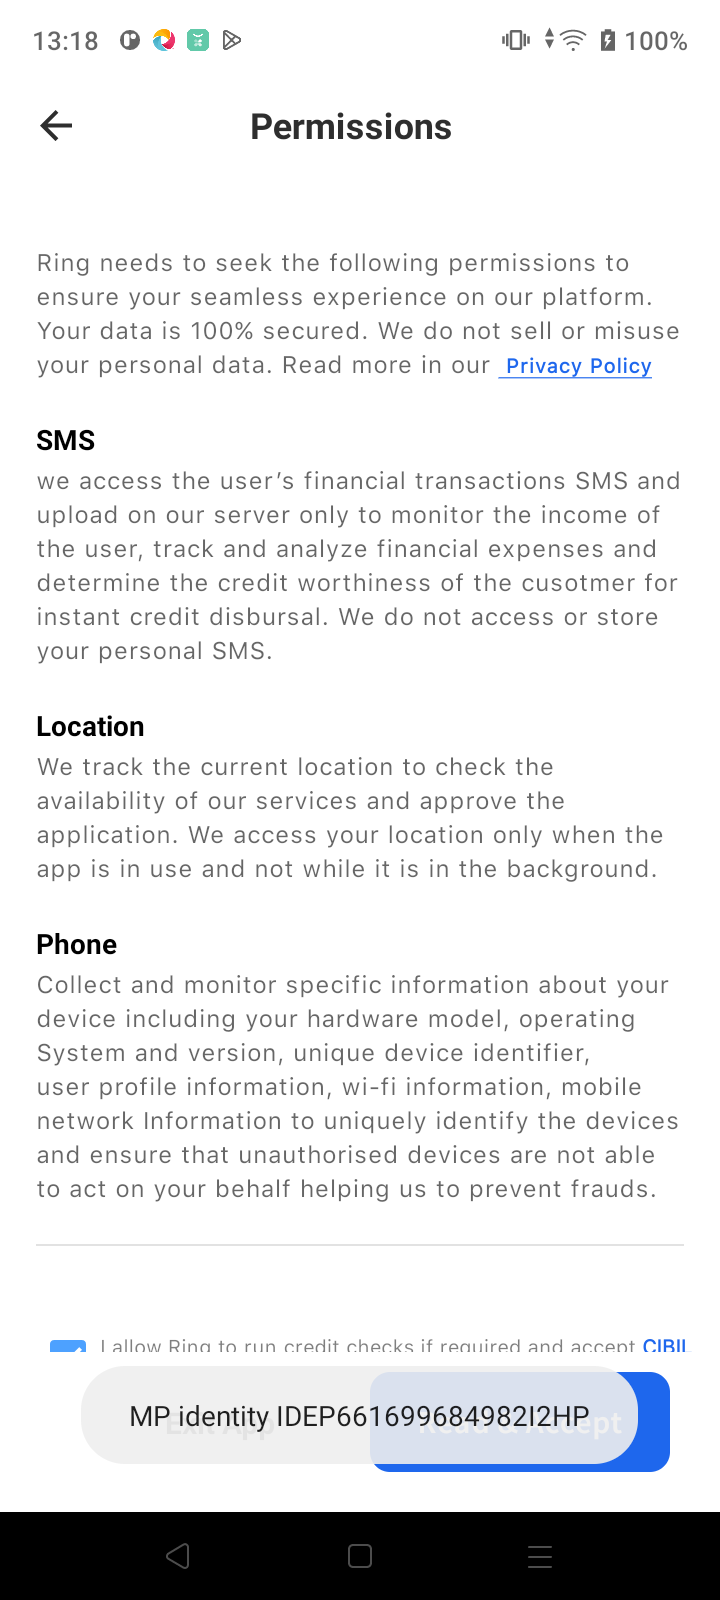 13:18
100%
Permissions
Ring needs to seek the following permissions to
ensure your seamless experience on our platform.
Your data is 100% secured. We do not sell or misuse
your personal data. Read more in our Privacy Policy
SMS
we access the user’s financial transactions SMS and
upload on our server only to monitor the income of
the user, track and analyze financial expenses and
determine the credit worthiness of the cusotmer for
instant credit disbursal. We do not access or store
your personal SMS.
Location
We track the current location to check the
availability of our services and approve the
application. We access your location only when the
app is in use and not while it is in the background.
Phone
Collect and monitor specific information about your
device including your hardware model, operating
System and version, unique device identifier,
user profile information, wi-fi information, mobile
network Information to uniquely identify the devices
and ensure that unauthorised devices are not able
to act on your behalf helping us to prevent frauds.
I allow Ring to run credit checks if required and accept CIBIL
MP identity IDEP661699684982I2HP
Exit App
Read & Accept